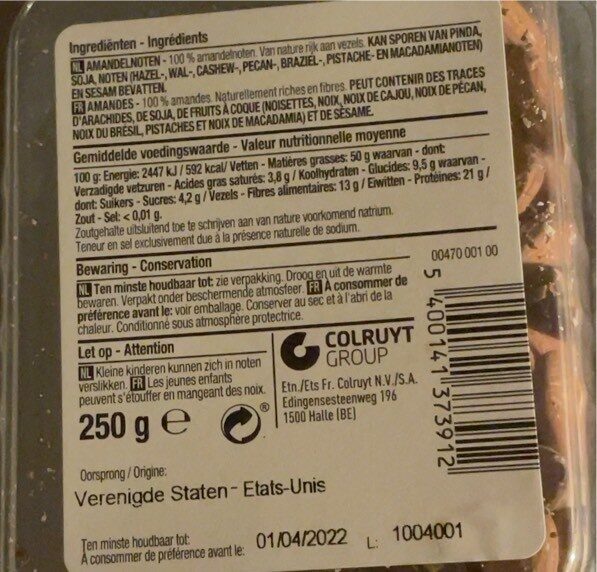 Ingrediënten - Ingrédients
NL AMANDELNOTEN - 100 % amandelnoten. Van nature rijk aan vezels. KAN SPOREN VAN PINDA,
SOJA, NOTEN (HAZEL-, WAL-, CASHEW-, PECAN-, BRAZIEL-, PISTACHE- EN MACADAMIANOTEN)
EN SESAM BEVATTEN.
FR AMANDES - 100 % amandes. Naturellement riches en fibres. PEUT CONTENIR DES TRACES
D'ARACHIDES, DE SOJA, DE FRUITS À COQUE (NOISETTES, NOIX, NOIX DE CAJOU, NOIX DE PÉCAN,
NOIX DU BRÉSIL, PISTACHES ET NOIX DE MACADAMIA) ET DE SÉSAME.
Gemiddelde voedingswaarde - Valeur nutritionnelle moyenne
100 g: Energie: 2447 kJ / 592 kcal/ Vetten - Matières grasses: 50 g waarvan - dont:
Verzadigde vetzuren - Acides gras saturés: 3,8 g / Koolhydraten - Glucides: 9,5 g waarvan -
dont: Suikers - Sucres: 4,2 g / Vezels - Fibres alimentaires: 13 g / Eiwitten - Protéines: 21 g /
Zout - Sel: < 0,01 g.
Zoutgehalte uitsluitend toe te schrijven aan van nature voorkomend natrium.
Teneur en sel exclusivement due à la présence naturelle de sodium.
Bewaring - Conservation
NL Ten minste houdbaar tot: zie verpakking. Droog en uit de warmte
bewaren. Verpakt onder beschermende atmosfeer. FR À consommer de
préférence avant le: voir emballage. Conserver au sec et à l'abri de la
chaleur. Conditionné sous atmosphère protectrice.
00470 001 00
5 400141 373912
Let op - Attention
NL Kleine kinderen kunnen zich in noten
verslikken. FR Les jeunes enfants
peuvent s'étouffer en mangeant des noix.
250 g e
®
COLRUYT
GROUP
Etn./Ets Fr. Colruyt N.V./S.A.
Edingensesteenweg 196
1500 Halle (BE)
Oorsprong / Origine:
Verenigde Staten - Etats-Unis
Ten minste houdbaar tot:
À consommer de préférence avant le: 01/04/2022 L: 1004001